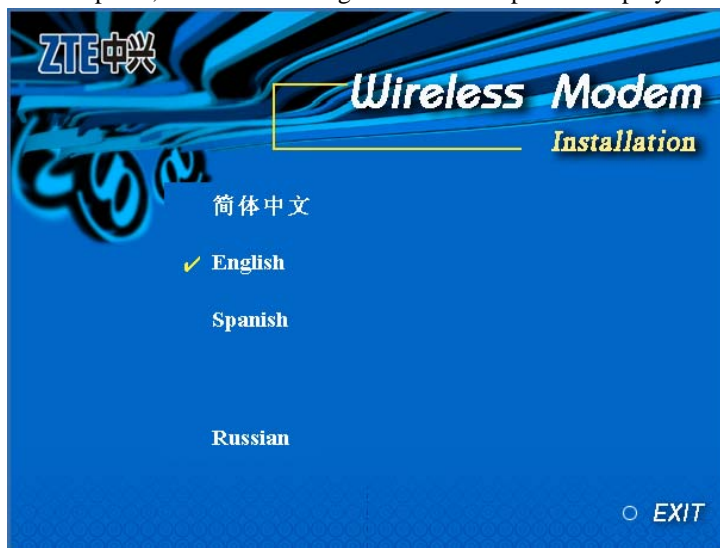 ZTE中兴
Wireless Modem
Installation
简体中文
English
Spanish
Russian
EXIT